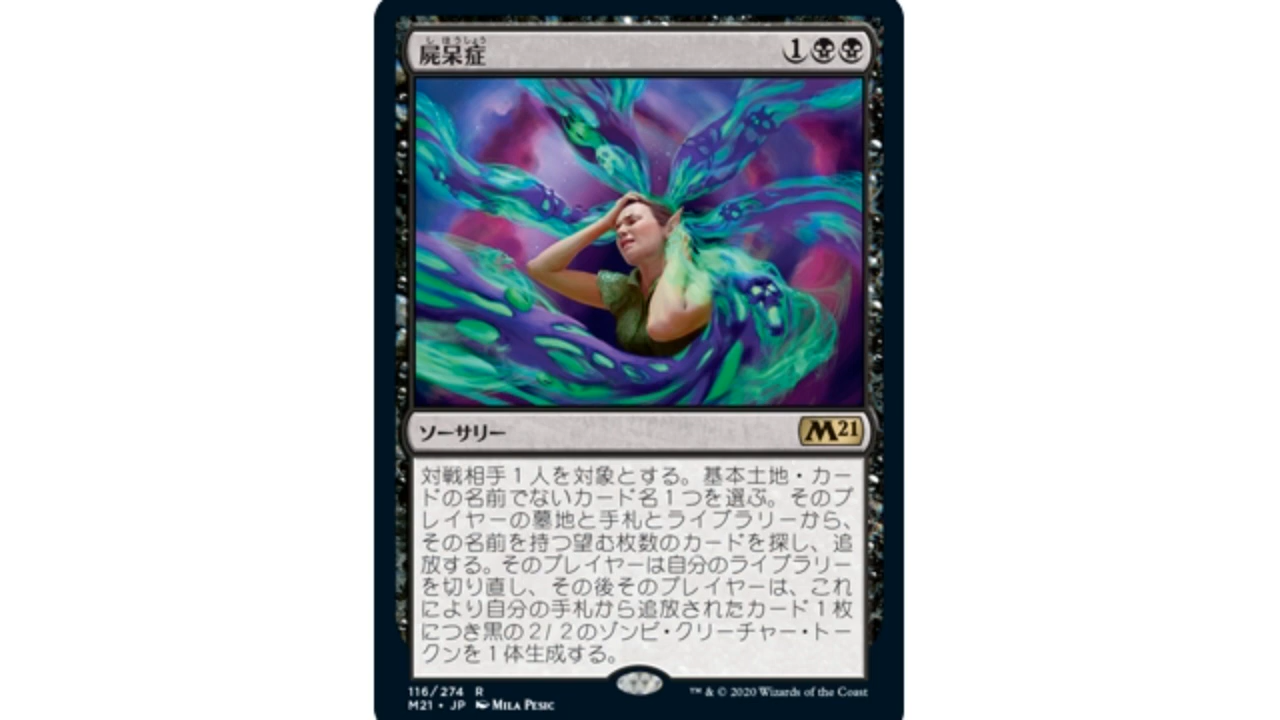 しほうしょう
屍呆症 1
ソーサリー M21
対戦相手1人を対象とする。基本土地・カー
ドの名前でないカード名1つを選ぶ。そのプ
レイヤーの墓地と手札とライブラリーから、
その名前を持つ望む枚数のカードを探し、追
放する。そのプレイヤーは自分のライブラリー
を切り直し、その後そのプレイヤーは、これ
により自分の手札から追放されたカード1枚
につき黒の2/2のゾンビ・クリーチャー・トー
クンを1体生成する。
116/274 R ™ & © 2020 Wizards of the Coast
M21 • JP MILA PESIC